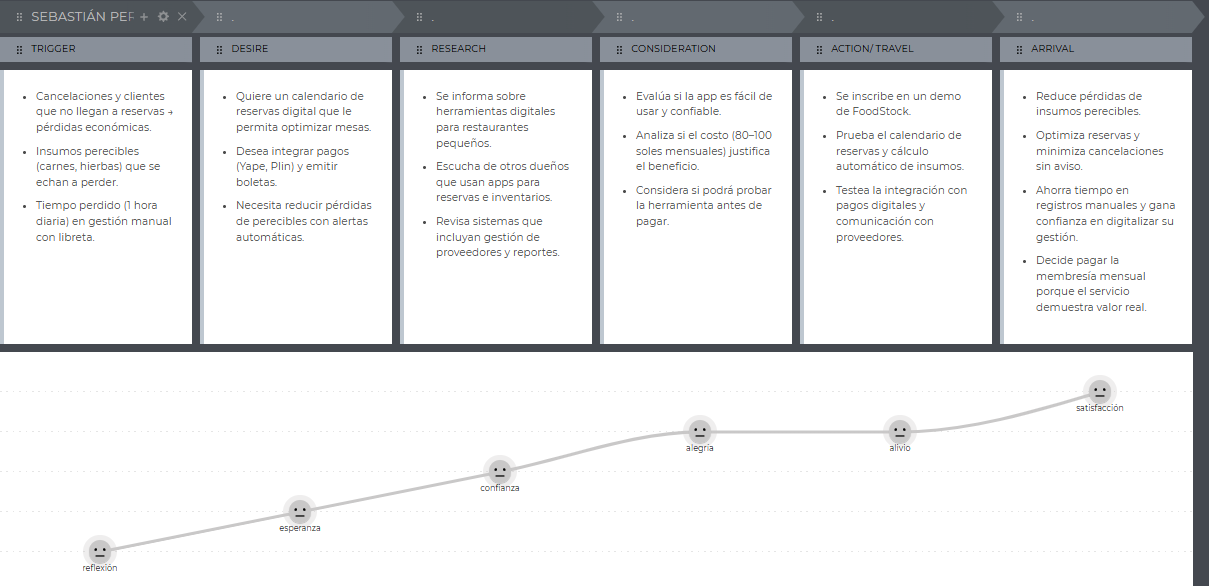 SEBASTIÁN PER
.
.
.
.
.
TRIGGER
DESIRE
RESEARCH
CONSIDERATION
ACTION/ TRAVEL
ARRIVAL
• Cancelaciones y clientes
que no llegan a reservas →
pérdidas económicas.
• Insumos perecibles
(carnes, hierbas) que se
echan a perder.
• Tiempo perdido (1 hora
diaria) en gestión manual
con libreta.
• Quiere un calendario de
reservas digital que le
permita optimizar mesas.
• Desea integrar pagos
(Yape, Plin) y emitir
boletas.
• Necesita reducir pérdidas
de perecibles con alertas
automáticas.
• Se informa sobre
herramientas digitales
para restaurantes
pequeños.
• Escucha de otros dueños
que usan apps para
reservas e inventarios.
• Revisa sistemas que
incluyan gestión de
proveedores y reportes.
• Evalúa si la app es fácil de
usar y confiable.
• Analiza si el costo (80–100
soles mensuales) justifica
el beneficio.
• Considera si podrá probar
la herramienta antes de
pagar.
• Se inscribe en un demo
de FoodStock.
• Prueba el calendario de
reservas y cálculo
automático de insumos.
• Testea la integración con
pagos digitales y
comunicación con
proveedores.
• Reduce pérdidas de
insumos perecibles.
• Optimiza reservas y
minimiza cancelaciones
sin aviso.
• Ahorra tiempo en
registros manuales y gana
confianza en digitalizar su
gestión.
• Decide pagar la
membresía mensual
porque el servicio
demuestra valor real.
reflexión
esperanza
confianza
alegría
alivio
satisfacción